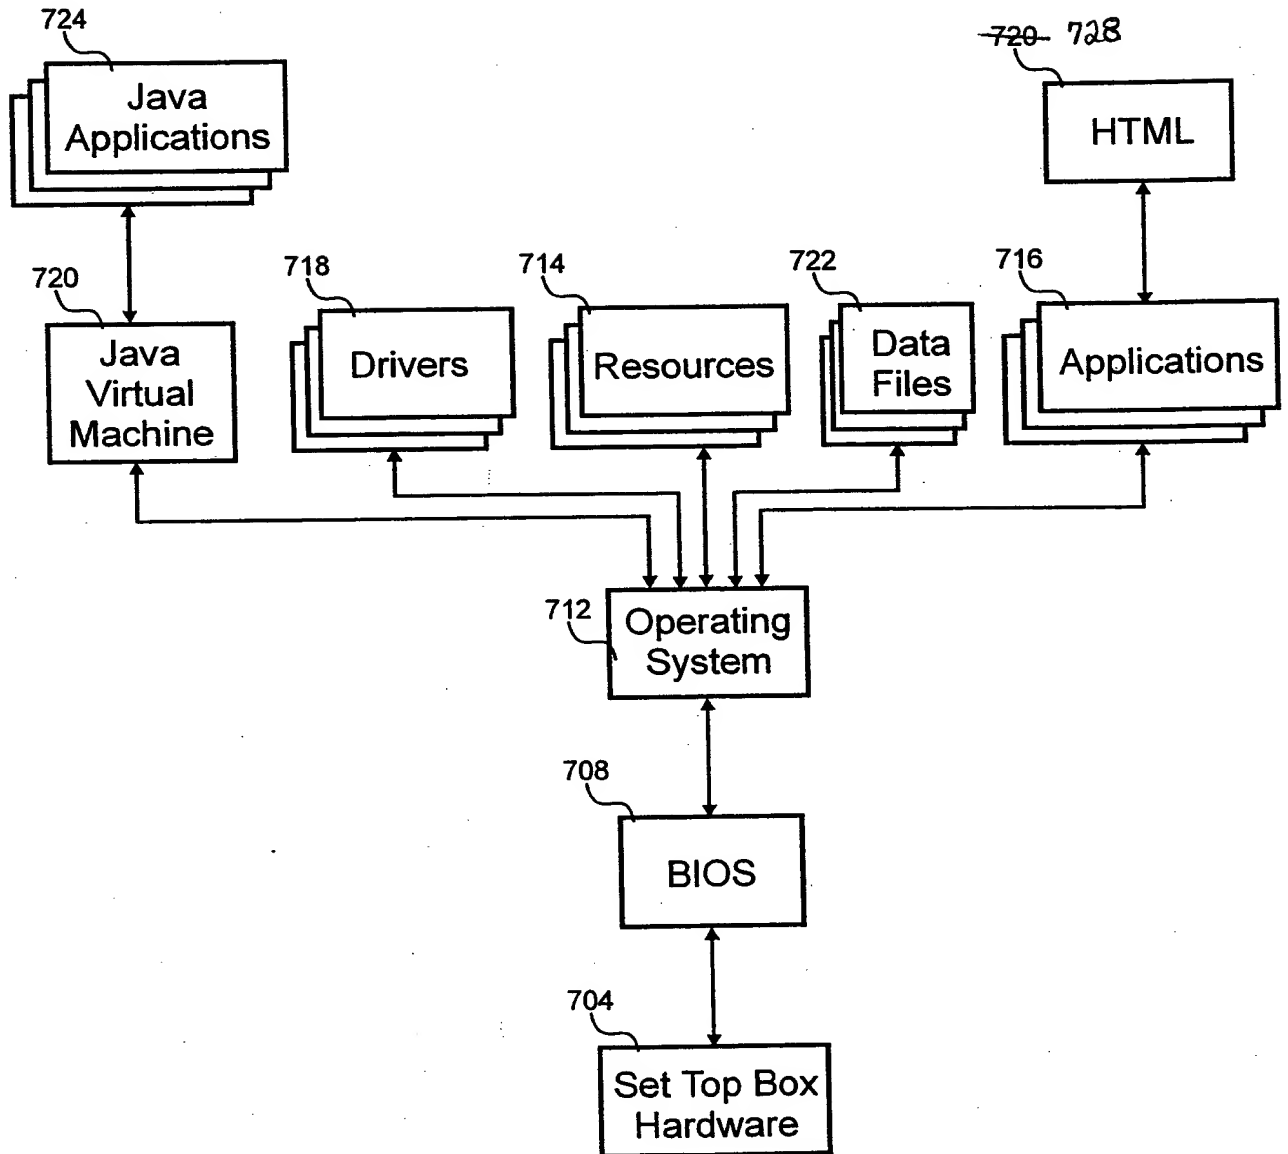 724
720 728
Java
Applications
HTML
720
718
714
722
716
Java
Virtual
Machine
Drivers
Resources
Data
Files
Applications
712
Operating
System
708
BIOS
704
Set Top Box
Hardware